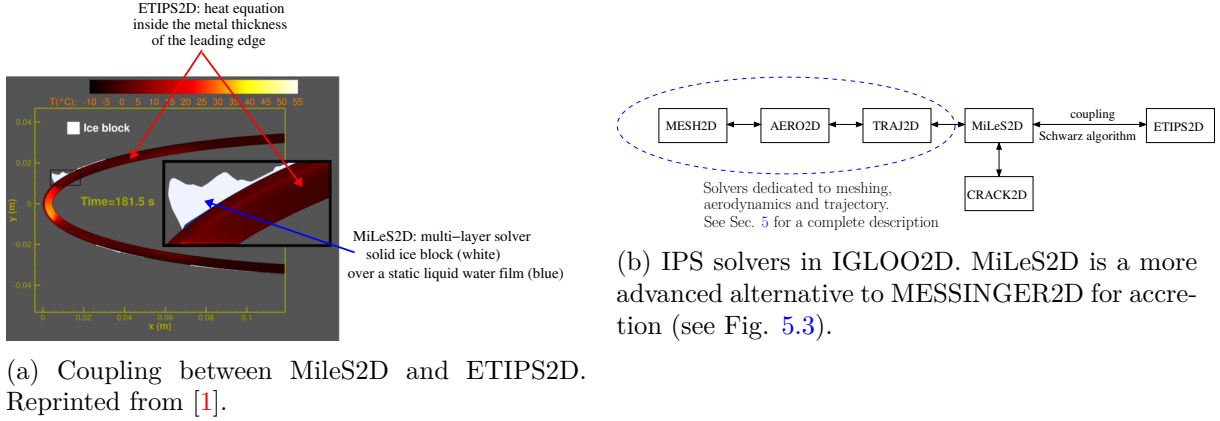 ETIPS2D: heat equation
inside the metal thickness
of the leading edge
T(°C): -10 -5 0 5 10 15 20 25 30 35 40 45 50 55
0.04
Ice block
0.02
Time=181.5 s
y (m)
0
-0.02
-0.04
0 0.02 0.04 0.06 0.08 0.1
x (m)
MiLeS2D: multi−layer solver
solid ice block (white)
over a static liquid water film (blue)
(a) Coupling between MileS2D and ETIPS2D.
Reprinted from [1].
MESH2D AERO2D TRAJ2D MiLeS2D coupling ETIPS2D
Schwarz algorithm
CRACK2D
Solvers dedicated to meshing,
aerodynamics and trajectory.
See Sec. 5 for a complete description
(b) IPS solvers in IGLOO2D. MiLeS2D is a more
advanced alternative to MESSINGER2D for accre-
tion (see Fig. 5.3).